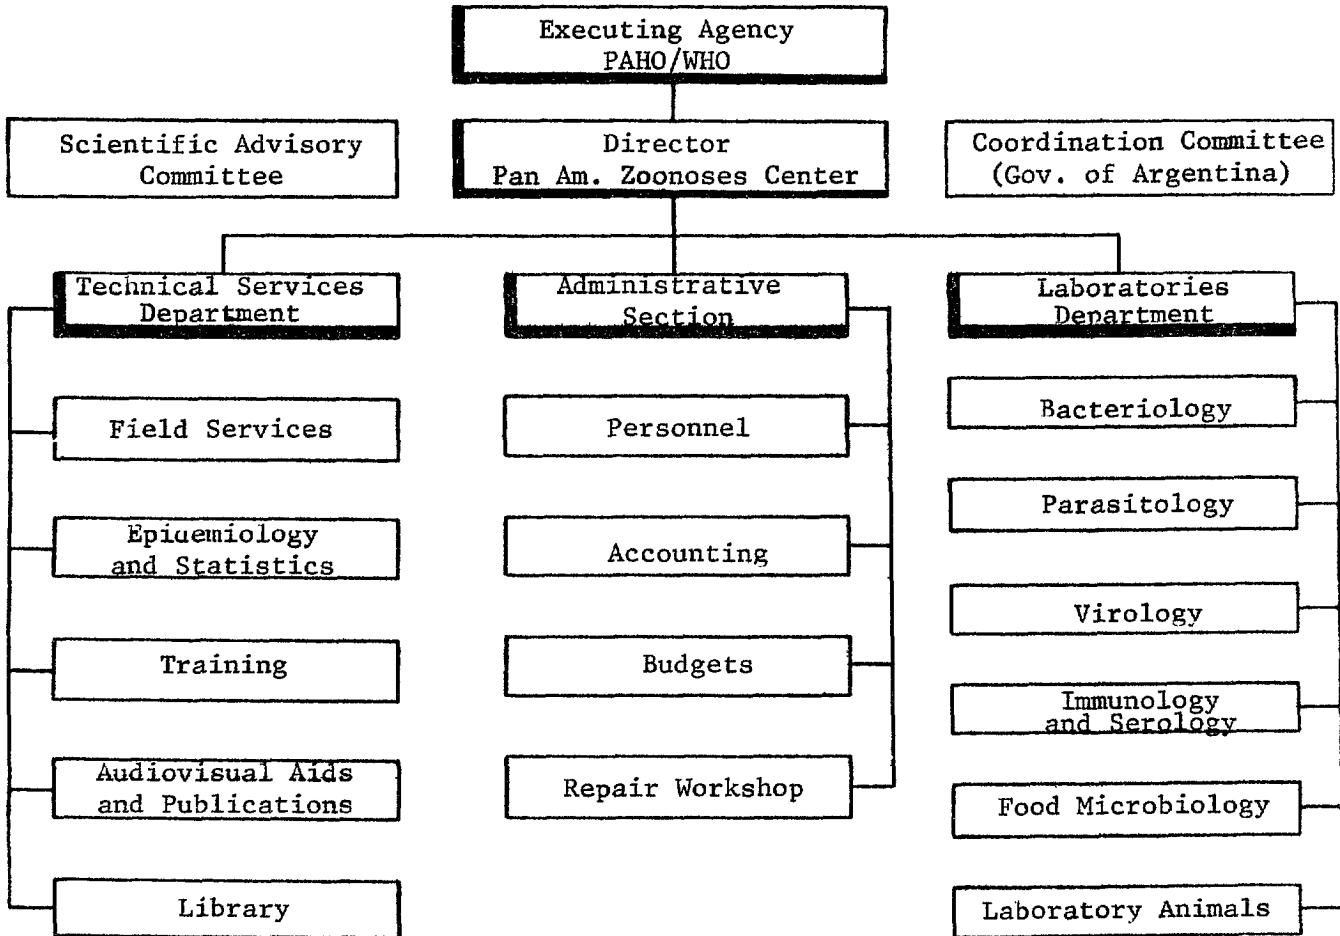 Executing Agency
PAHO/WHO
Scientific Advisory
Committee
Director
Pan Am. Zoonoses Center
Coordination Committee
(Gov. of Argentina)
Technical Services
Department
Administrative
Section
Laboratories
Department
Field Services
Personnel
Bacteriology
Epidemiology
and Statistics
Accounting
Parasitology
Training
Budgets
Virology
Immunology
and Serology
Audiovisual Aids
and Publications
Repair Workshop
Food Microbiology
Library
Laboratory Animals